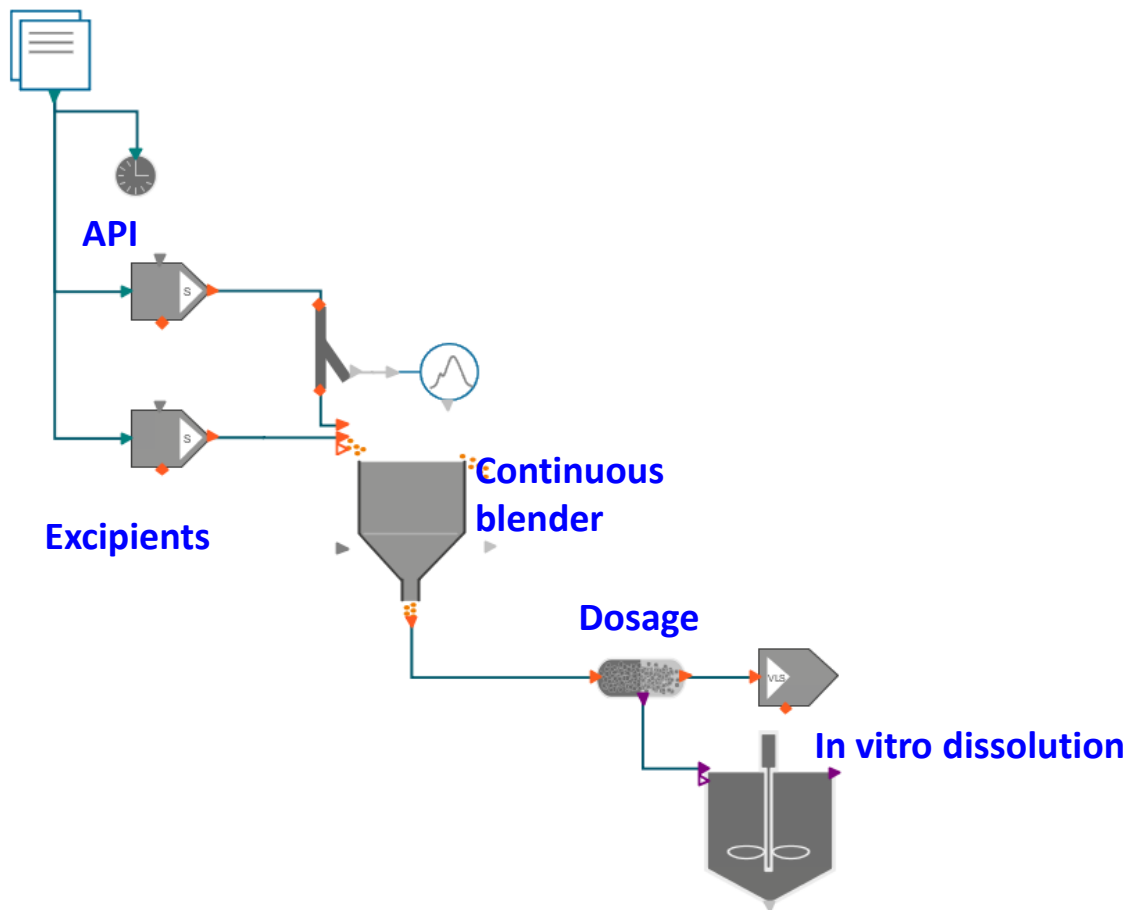 API
S
S
Excipients
Continuous
blender
Dosage
VLS
In vitro dissolution